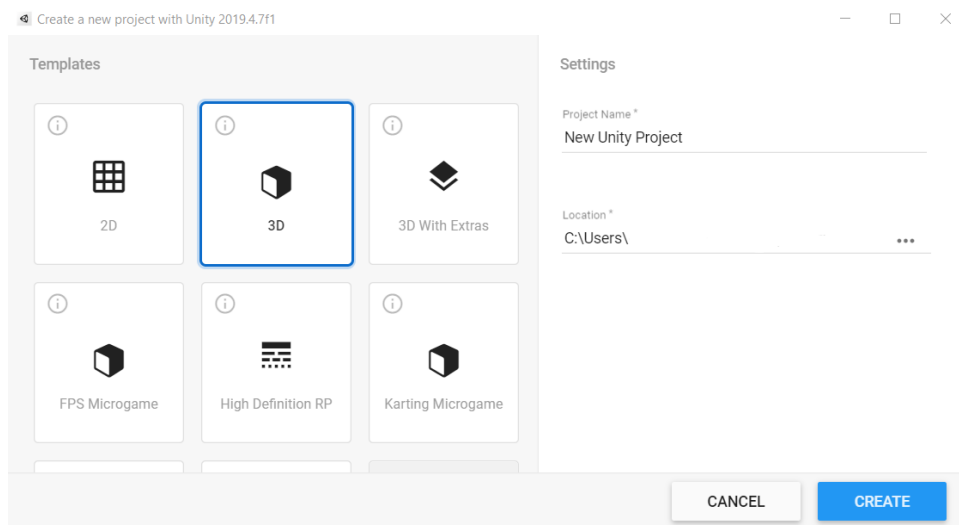 Create a new project with Unity 2019.4.7f1
Templates
2D
3D
3D With Extras
FPS Microgame
High Definition RP
Karting Microgame
Settings
Project Name *
New Unity Project
Location *
C:\Users\
CANCEL
CREATE